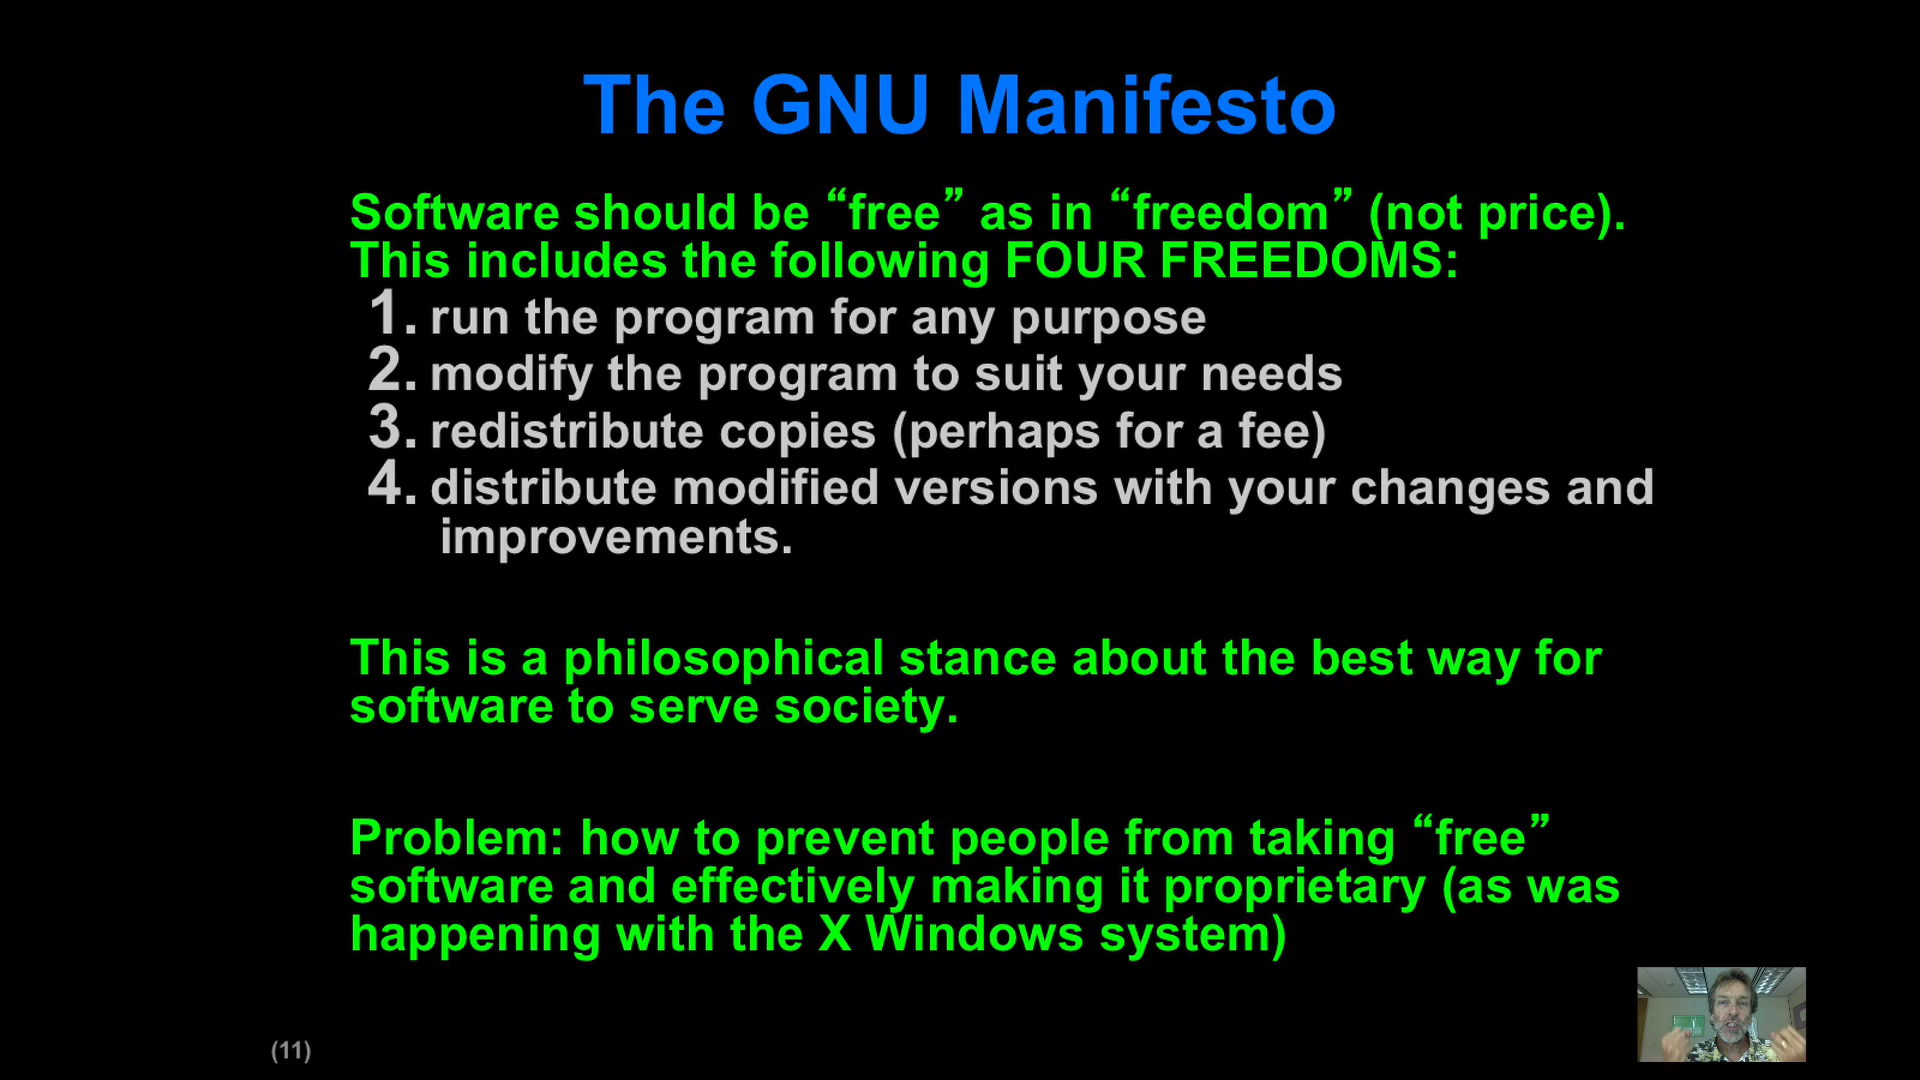 The GNU Manifesto
Software should be “free” as in “freedom” (not price).
This includes the following FOUR FREEDOMS:
1. run the program for any purpose
2. modify the program to suit your needs
3. redistribute copies (perhaps for a fee)
4. distribute modified versions with your changes and
improvements.
This is a philosophical stance about the best way for
software to serve society.
Problem: how to prevent people from taking “free”
software and effectively making it proprietary (as was
happening with the X Windows system)
(11)